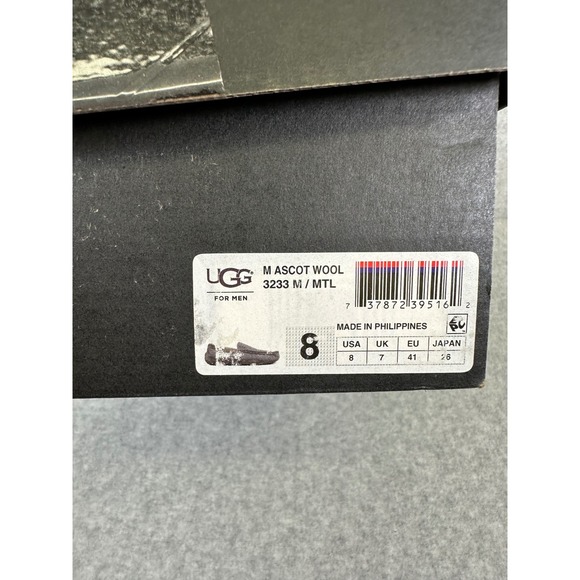 UGG®
FOR MEN
M ASCOT WOOL
3233 M / MTL
7 37872 39516 2
8
MADE IN PHILIPPINES
USA UK EU JAPAN
8 7 41 26